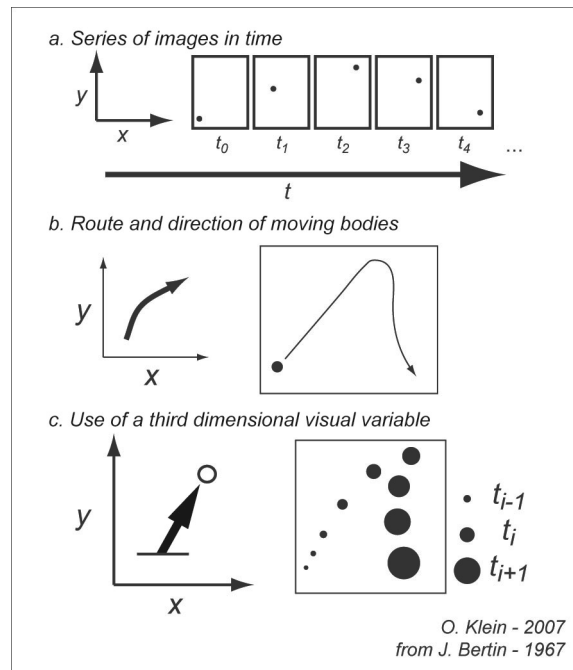 a. Series of images in time
y
x
t0 t1 t2 t3 t4 ...
t
b. Route and direction of moving bodies
y
x
c. Use of a third dimensional visual variable
y
x
ti-1
ti
ti+1
O. Klein - 2007
from J. Bertin - 1967